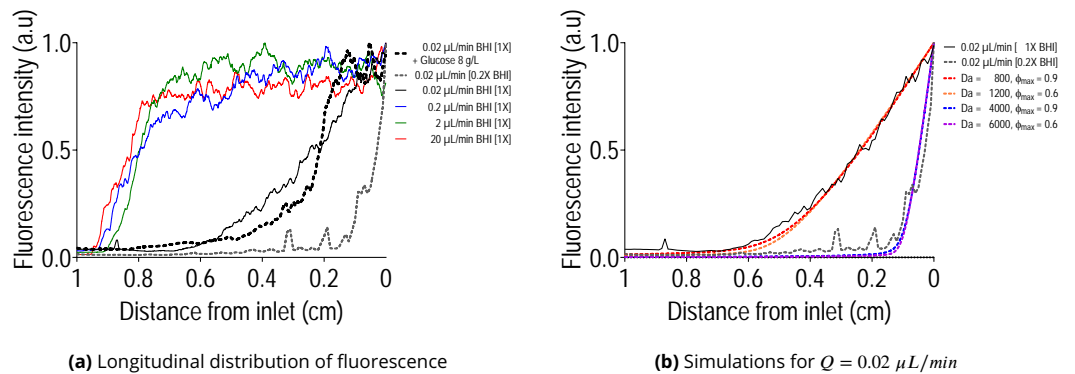 Fluorescence intensity (a.u)
1.0
0.5
0.0
1 0.8 0.6 0.4 0.2 0
Distance from inlet (cm)
0.02 µL/min BHI [1X]
+ Glucose 8 g/L
0.02 µL/min [0.2X BHI]
0.02 µL/min BHI [1X]
0.2 µL/min BHI [1X]
2 µL/min BHI [1X]
20 µL/min BHI [1X]
(a) Longitudinal distribution of fluorescence
Fluorescence intensity (a.u)
1.0
0.5
0.0
1 0.8 0.6 0.4 0.2 0
Distance from inlet (cm)
0.02 µL/min [ 1X BHI]
0.02 µL/min [0.2X BHI]
Da = 800, ϕmax = 0.9
Da = 1200, ϕmax = 0.6
Da = 4000, ϕmax = 0.9
Da = 6000, ϕmax = 0.6
(b) Simulations for Q = 0.02 µL/min